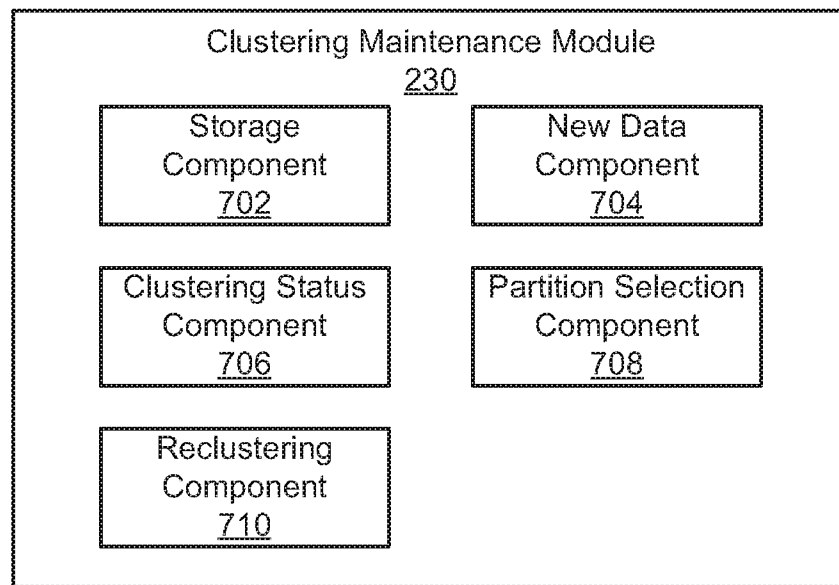 Clustering Maintenance Module
230
Storage
Component
702
New Data
Component
704
Clustering Status
Component
706
Partition Selection
Component
708
Reclustering
Component
710